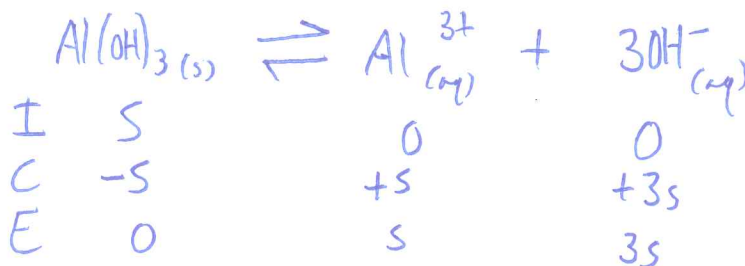 Al(OH)₃ (s) ⇌ Al³⁺(aq) + 3OH⁻(aq)
I S 0 0
C -S +s +3s
E 0 s 3s